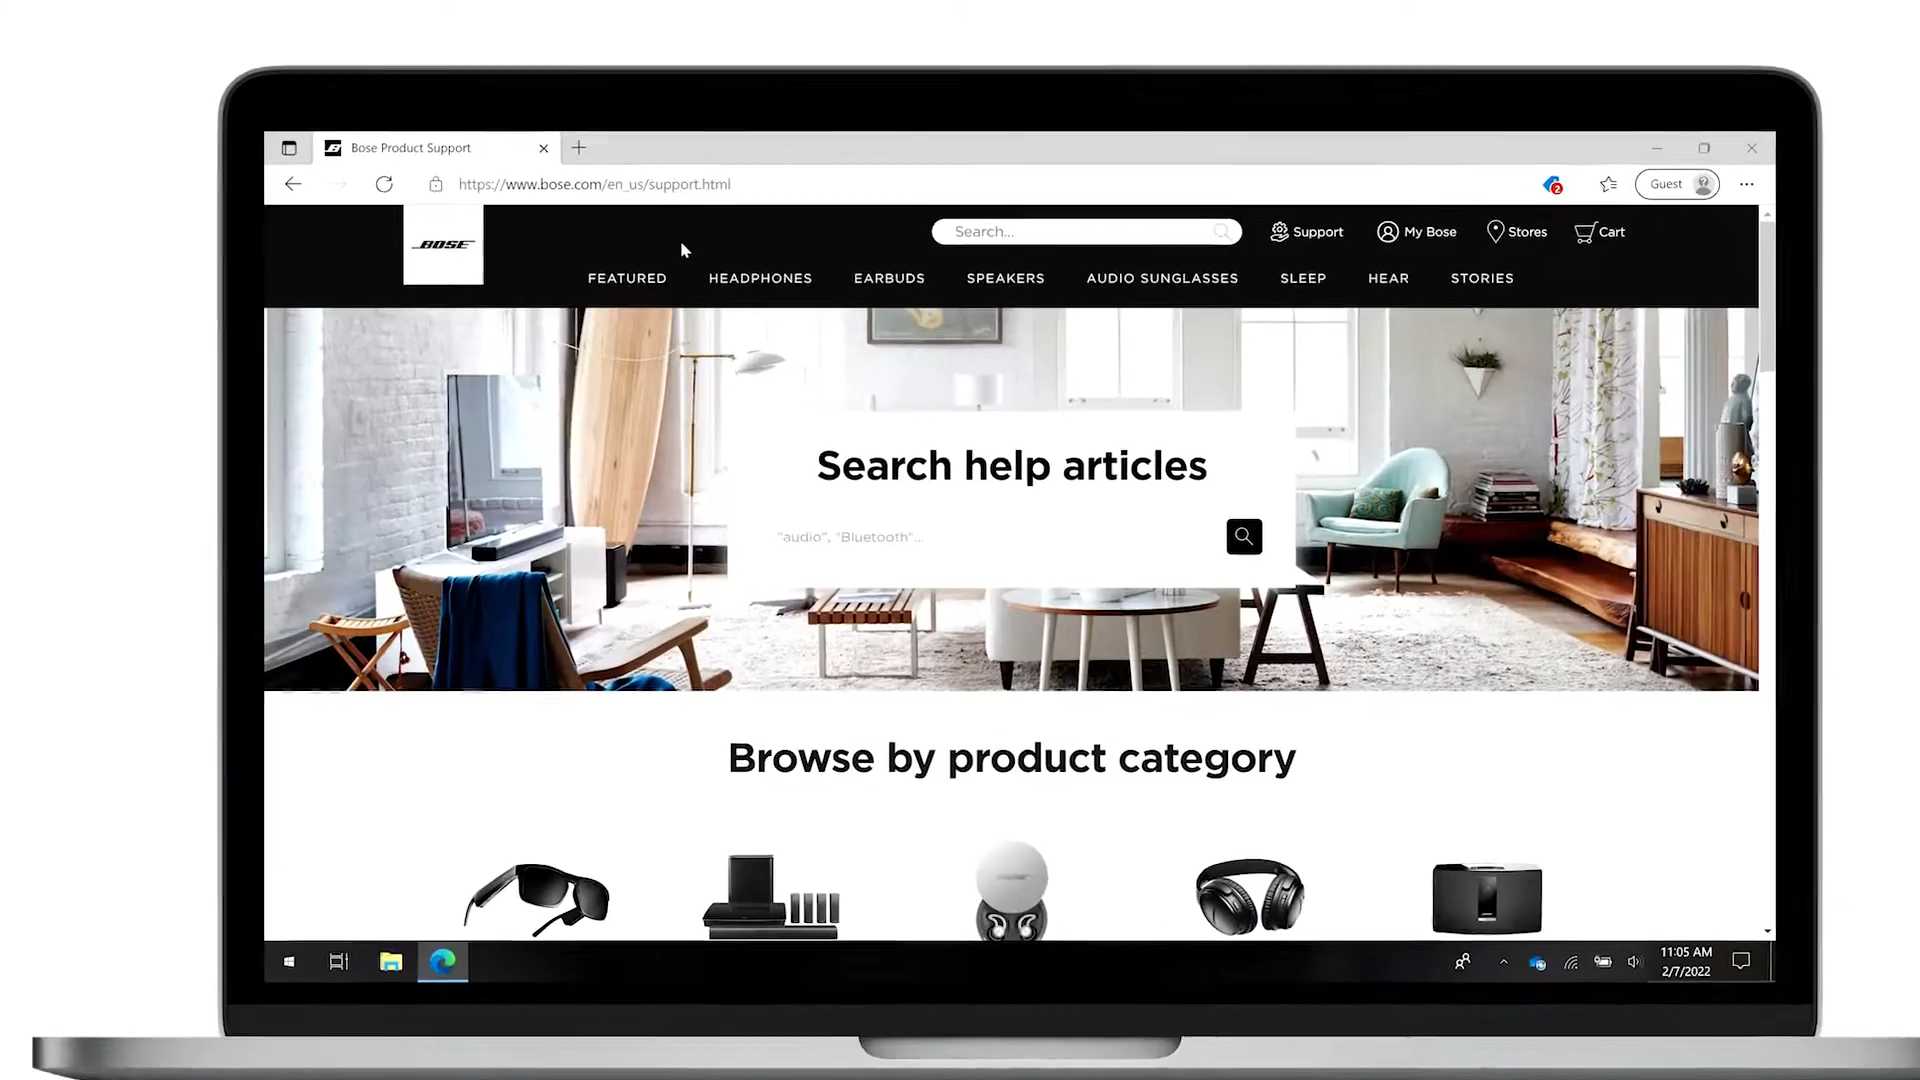 Bose Product Support
https://www.bose.com/en_us/support.html
2
Guest
BOSE
Search...
Support
My Bose
Stores
Cart
FEATURED HEADPHONES EARBUDS SPEAKERS AUDIO SUNGLASSES SLEEP HEAR STORIES
Search help articles
"audio", "Bluetooth"...
Browse by product category
11:05 AM
2/7/2022